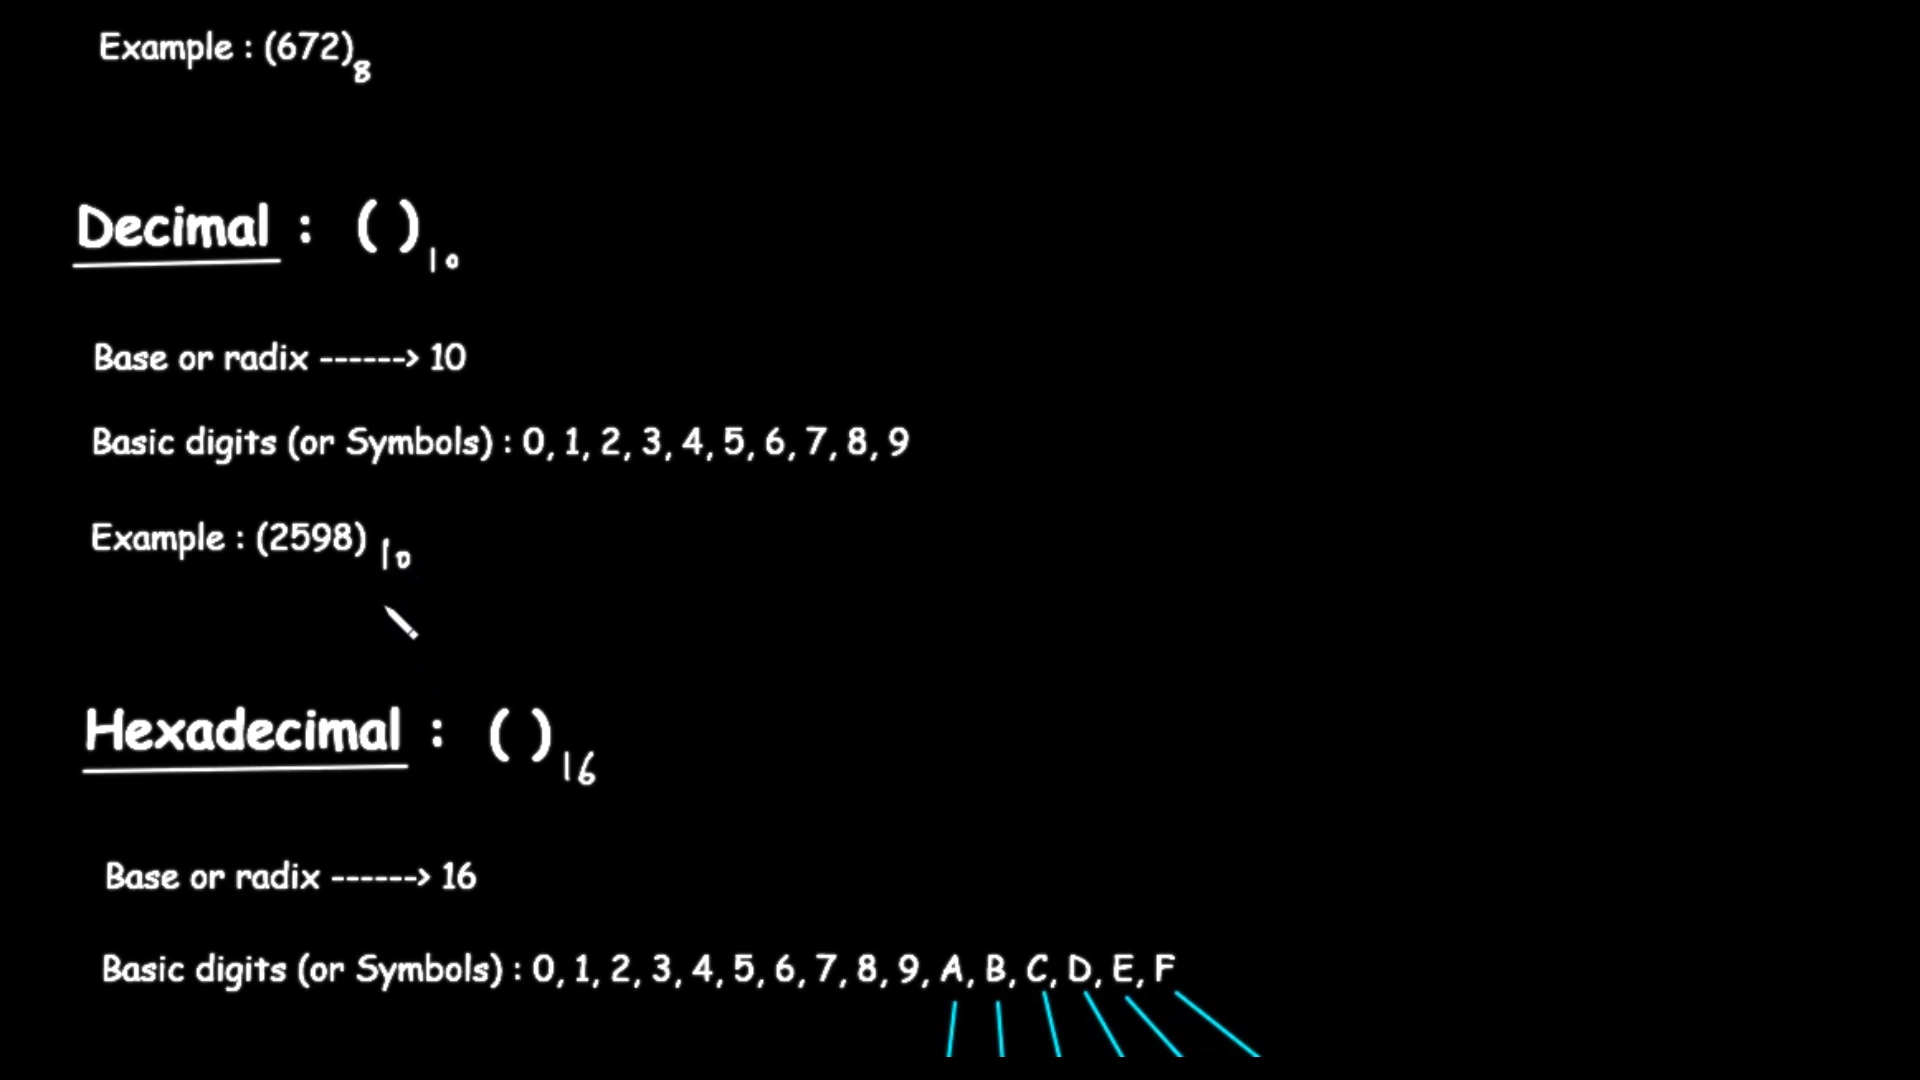 Example : (672)8
Decimal : ( )10
Base or radix ------> 10
Basic digits (or Symbols) : 0, 1, 2, 3, 4, 5, 6, 7, 8, 9
Example : (2598) 10
Hexadecimal : ( )16
Base or radix ------> 16
Basic digits (or Symbols) : 0, 1, 2, 3, 4, 5, 6, 7, 8, 9, A, B, C, D, E, F